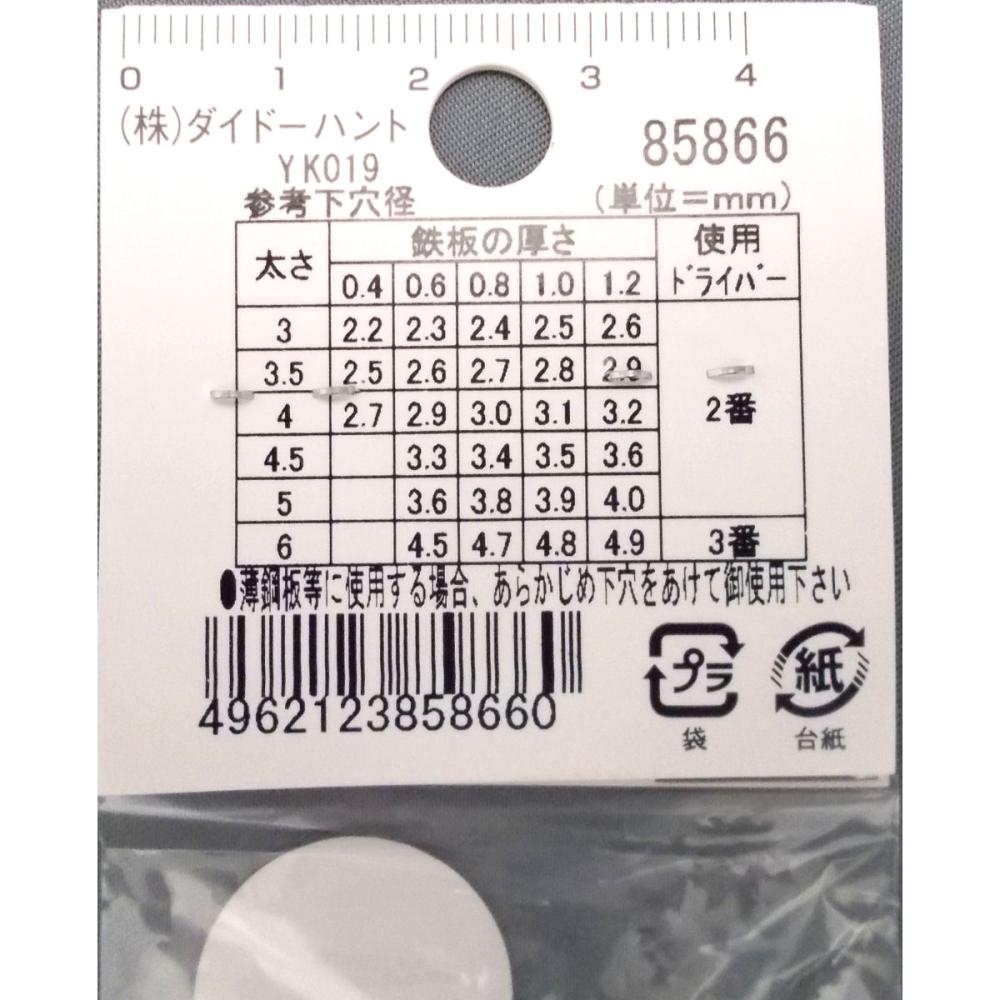 0 1 2 3 4
(株)ダイドーハント 85866
YK019
参考下穴径 (単位=mm)
太さ 鉄板の厚さ 使用ドライバー
0.4 0.6 0.8 1.0 1.2
3 2.2 2.3 2.4 2.5 2.6
3.5 2.5 2.6 2.7 2.8 2.9
4 2.7 2.9 3.0 3.1 3.2 2番
4.5 3.3 3.4 3.5 3.6
5 3.6 3.8 3.9 4.0
6 4.5 4.7 4.8 4.9 3番
●薄鋼板等に使用する場合、あらかじめ下穴をあけて御使用下さい
4962123858660
プラ 紙
袋 台紙